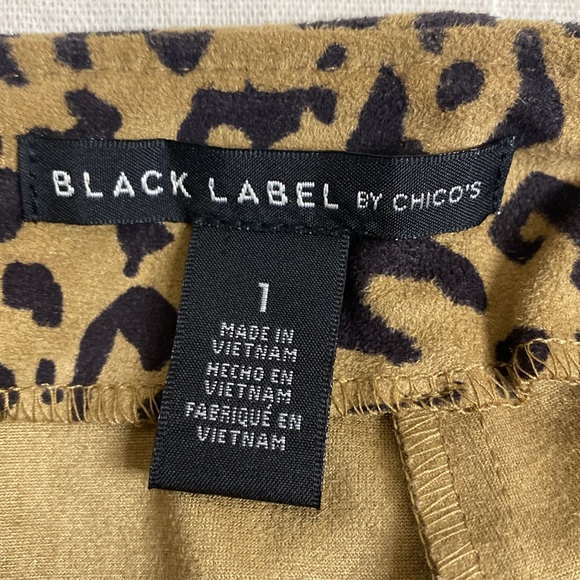 BLACK LABEL BY CHICO'S
1
MADE IN
VIETNAM
HECHO EN
VIETNAM
FABRIQUÉ EN
VIETNAM